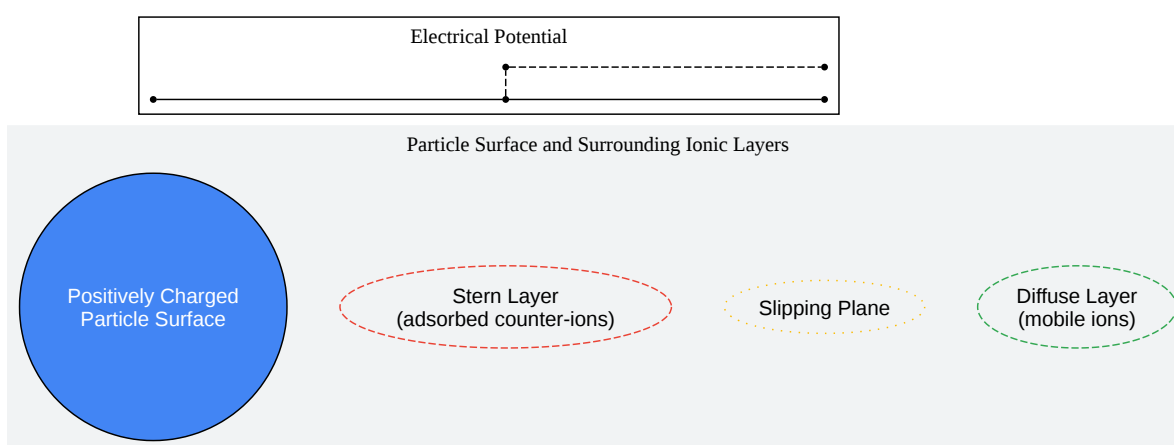 Electrical Potential
Particle Surface and Surrounding Ionic Layers
Positively Charged
Particle Surface
Stern Layer
(adsorbed counter-ions)
Slipping Plane
Diffuse Layer
(mobile ions)